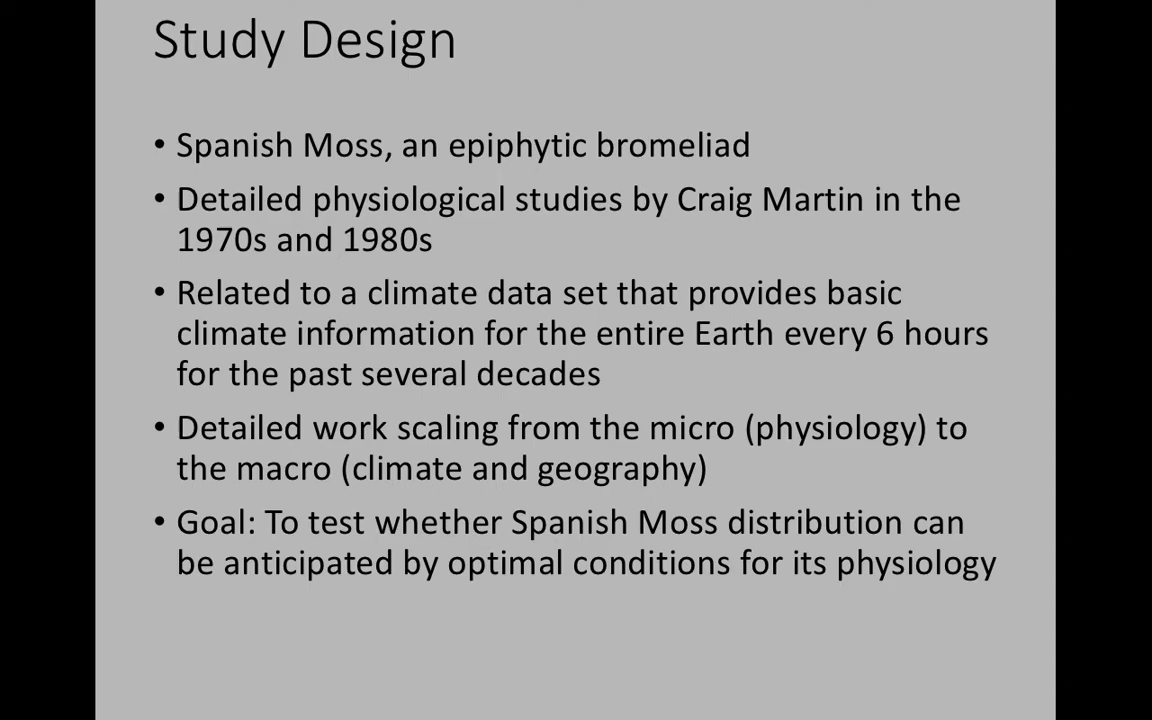 Study Design
• Spanish Moss, an epiphytic bromeliad
• Detailed physiological studies by Craig Martin in the
1970s and 1980s
• Related to a climate data set that provides basic
climate information for the entire Earth every 6 hours
for the past several decades
• Detailed work scaling from the micro (physiology) to
the macro (climate and geography)
• Goal: To test whether Spanish Moss distribution can
be anticipated by optimal conditions for its physiology